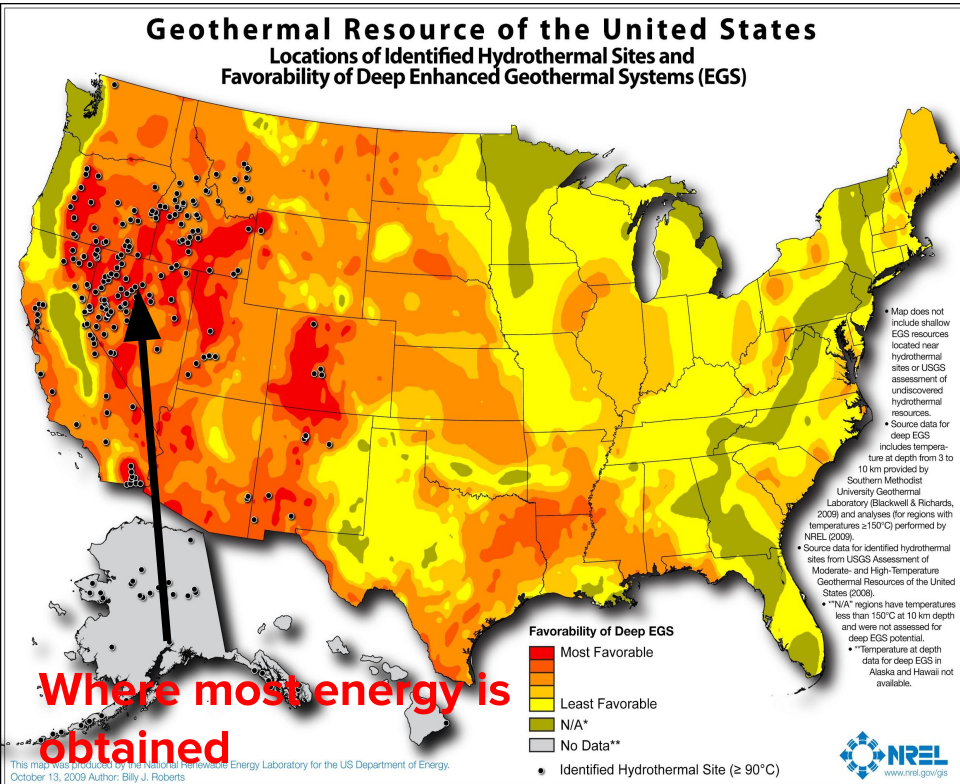 Geothermal Resource of the United States
Locations of Identified Hydrothermal Sites and
Favorability of Deep Enhanced Geothermal Systems (EGS)
• Map does not
include shallow
EGS resources
located near
hydrothermal
sites or USGS
assessment of
undiscovered
hydrothermal
resources.
• Source data for
deep EGS
includes tempera-
ture at depth from 3 to
10 km provided by
Southern Methodist
University Geothermal
Laboratory (Blackwell & Richards,
2009) and analyses (for regions with
temperatures ≥150°C) performed by
NREL (2009).
• Source data for identified hydrothermal
sites from USGS Assessment of
Moderate- and High-Temperature
Geothermal Resources of the United
States (2008).
• *"N/A" regions have temperatures
less than 150°C at 10 km depth
and were not assessed for
deep EGS potential.
• **Temperature at depth
data for deep EGS in
Alaska and Hawaii not
available.
Favorability of Deep EGS
Most Favorable
Least Favorable
N/A*
No Data**
Identified Hydrothermal Site (≥ 90°C)
Where most energy is
obtained
This map was produced by the National Renewable Energy Laboratory for the US Department of Energy.
October 13, 2009 Author: Billy J. Roberts
NREL
www.nrel.gov/gis